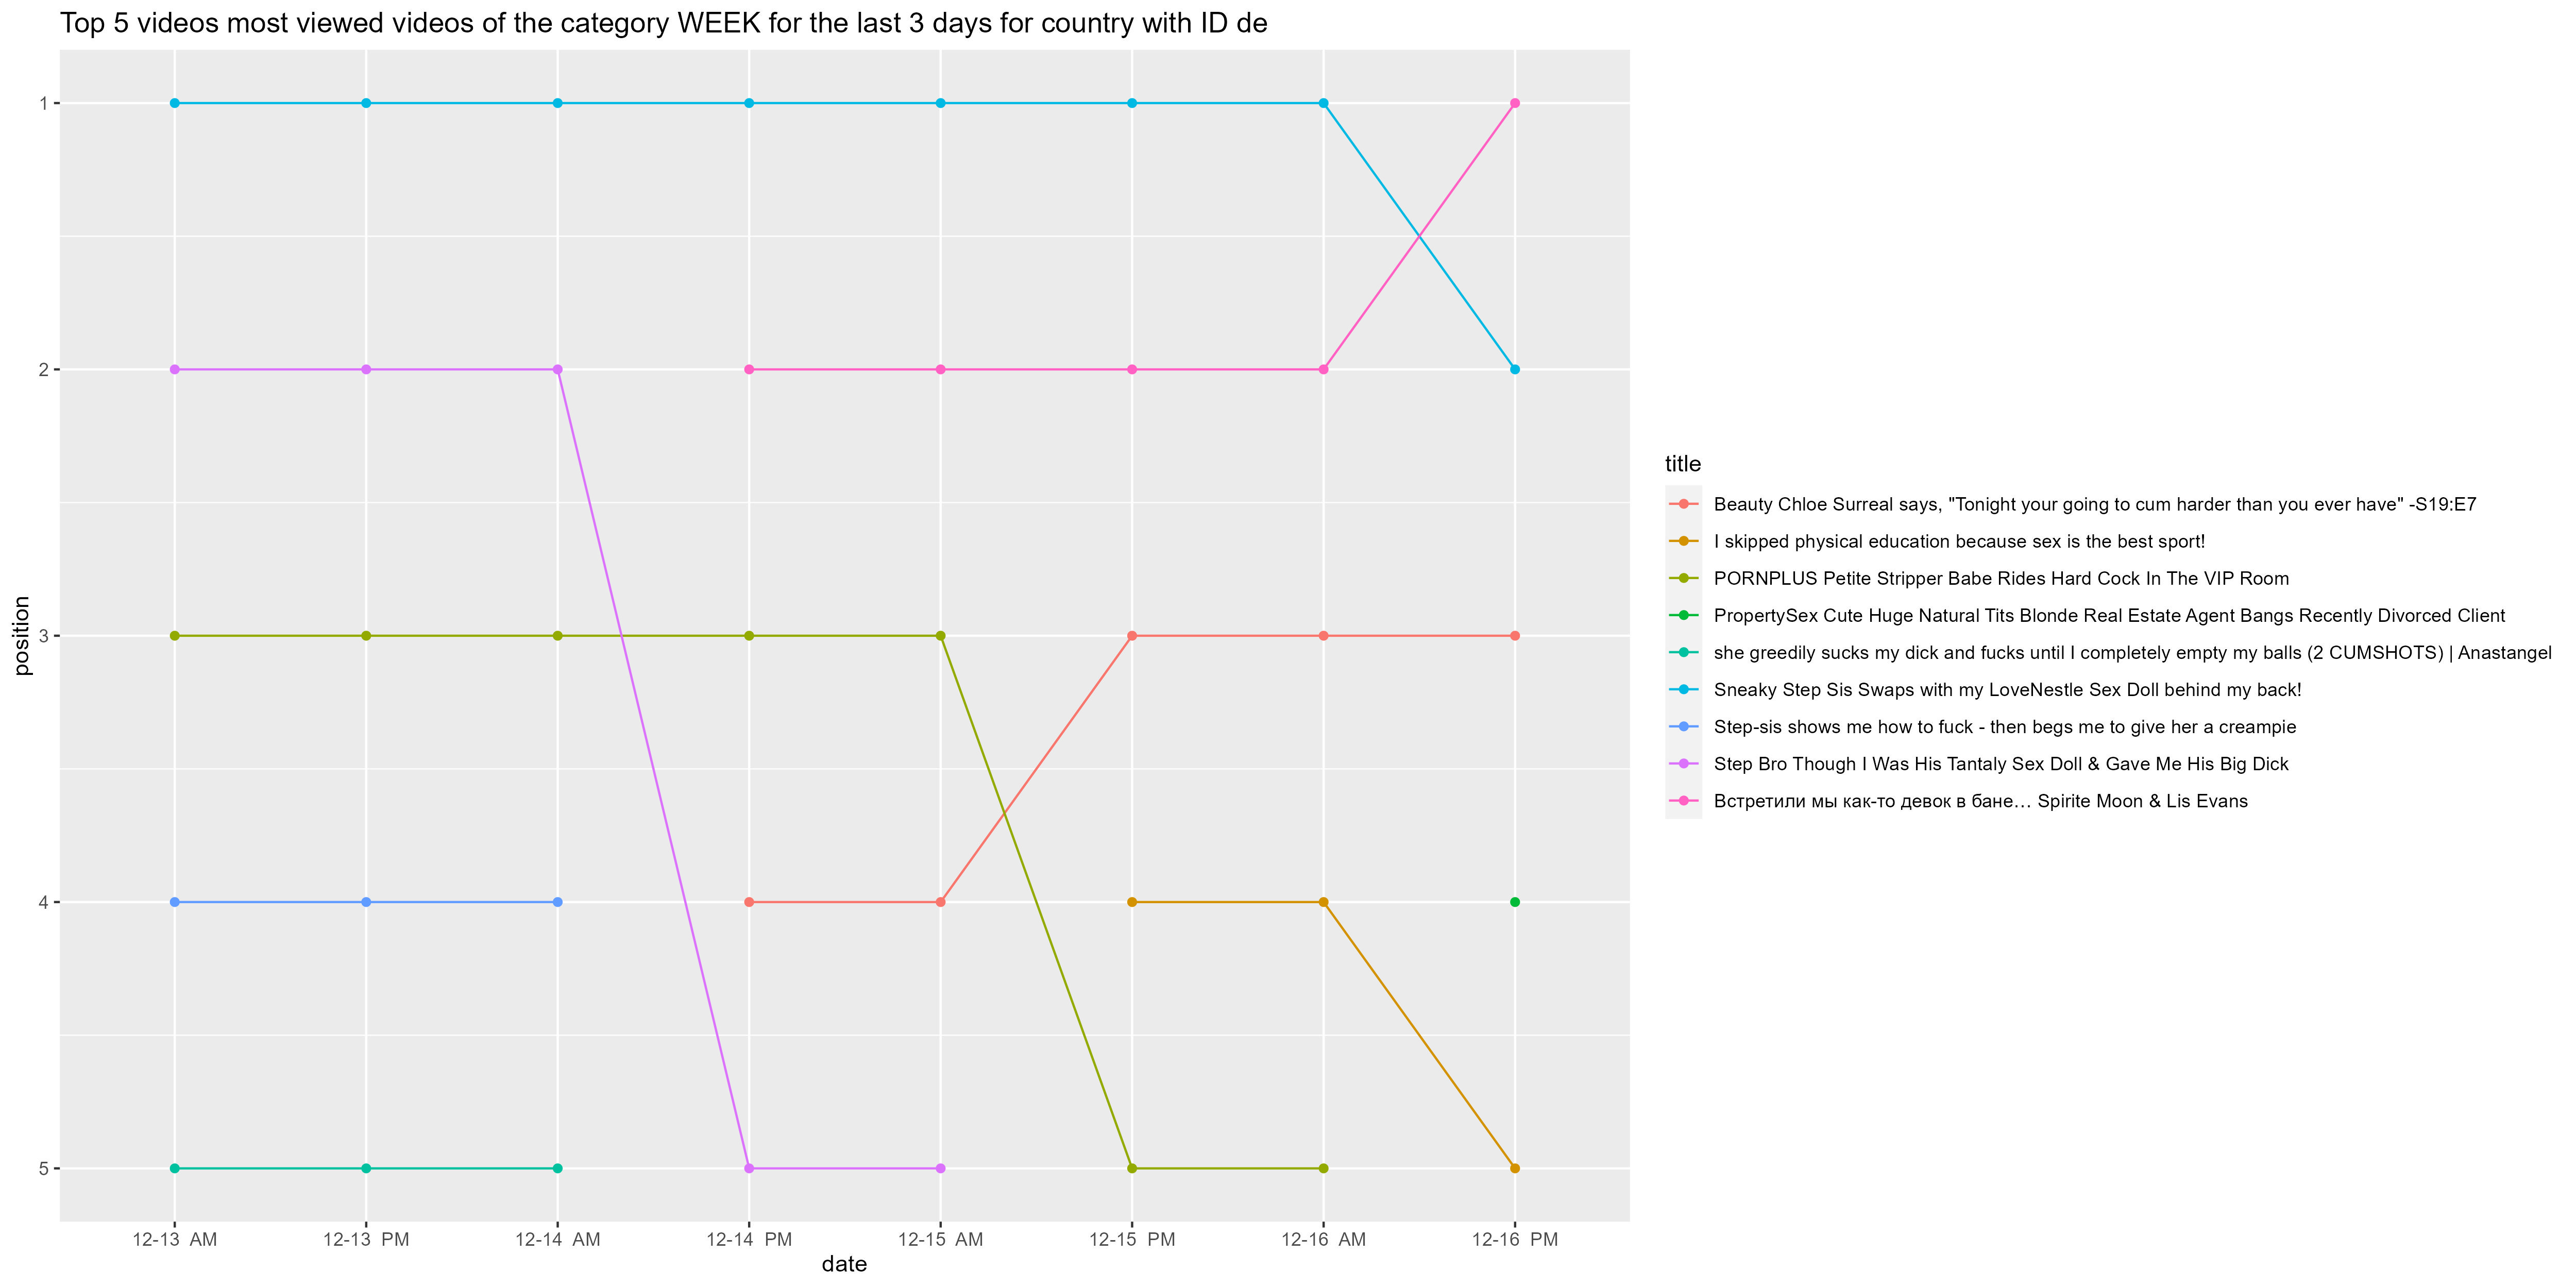 Top 5 videos most viewed videos of the category WEEK for the last 3 days for country with ID de
position
1
2
3
4
5
12-13 AM
12-13 PM
12-14 AM
12-14 PM
12-15 AM
12-15 PM
12-16 AM
12-16 PM
date
title
Beauty Chloe Surreal says, "Tonight your going to cum harder than you ever have" -S19:E7
I skipped physical education because sex is the best sport!
PORNPLUS Petite Stripper Babe Rides Hard Cock In The VIP Room
PropertySex Cute Huge Natural Tits Blonde Real Estate Agent Bangs Recently Divorced Client
she greedily sucks my dick and fucks until I completely empty my balls (2 CUMSHOTS) | Anastangel
Sneaky Step Sis Swaps with my LoveNestle Sex Doll behind my back!
Step-sis shows me how to fuck - then begs me to give her a creampie
Step Bro Though I Was His Tantaly Sex Doll & Gave Me His Big Dick
Встретили мы как-то девок в бане… Spirite Moon & Lis Evans